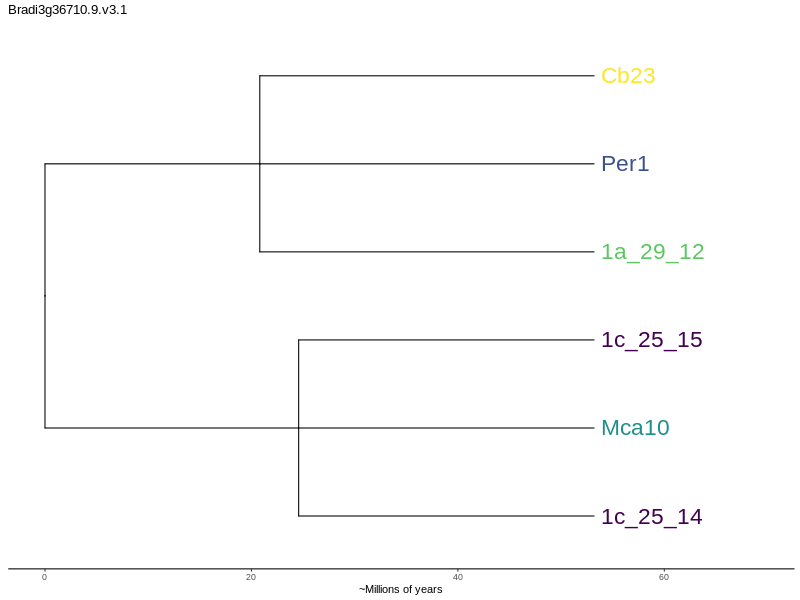 Bradi3g36710.9.v3.1
Cb23
Per1
1a_29_12
1c_25_15
Mca10
1c_25_14
0 20 40 60
~Millions of years